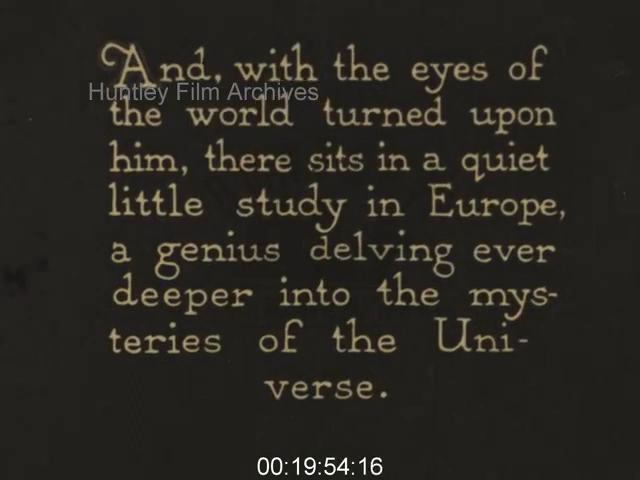 And, with the eyes of
Huntley Film Archives
the world turned upon
him, there sits in a quiet
little study in Europe,
a genius delving ever
deeper into the mys-
teries of the Uni-
verse.
00:19:54:16